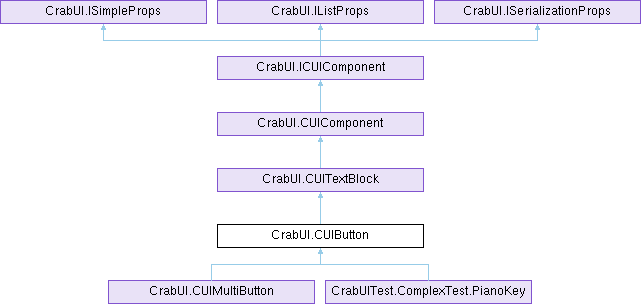 CrabUI.ISimpleProps
CrabUI.IListProps
CrabUI.ISerializationProps
CrabUI.ICUIComponent
CrabUI.CUIComponent
CrabUI.CUITextBlock
CrabUI.CUIButton
CrabUI.CUIMultiButton
CrabUITest.ComplexTest.PianoKey